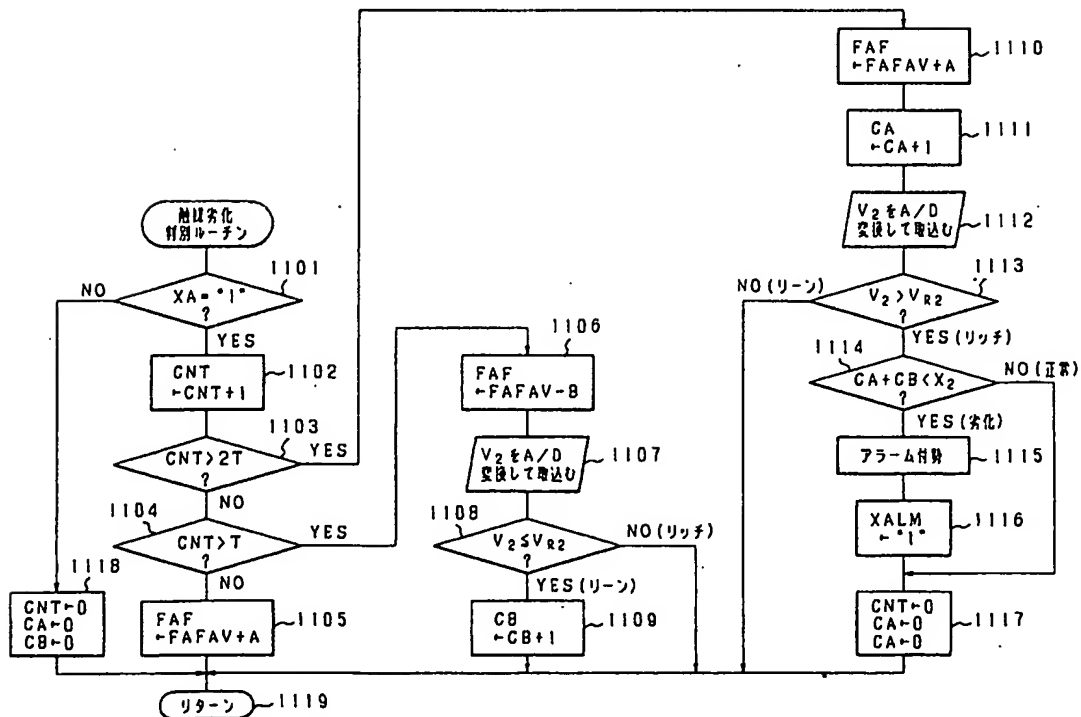 触ば劣化
判別ルーチン
XA="1"
?
1101
NO
YES
CNT
←CNT+1
1102
CNT>2T
?
1103
YES
NO
CNT>T
?
1104
YES
NO
FAF
←FAFAV+A
1105
1118
CNT←0
CA←0
CB←0
リターン
1119
1106
FAF
←FAFAV-B
V2をA/D
変換して取込む
1107
1108
V2≤VR2
?
NO(リッチ)
YES(リーン)
CB
←CB+1
1109
FAF
←FAFAV+A
1110
CA
←CA+1
1111
V2をA/D
変換して取込む
1112
1113
NO(リーン)
V2>VR2
?
YES(リッチ)
1114
CA+CB<X2
?
NO(正常)
YES(劣化)
アラーム付勢
1115
XALM
←"1"
1116
CNT←0
CA←0
CA←0
1117